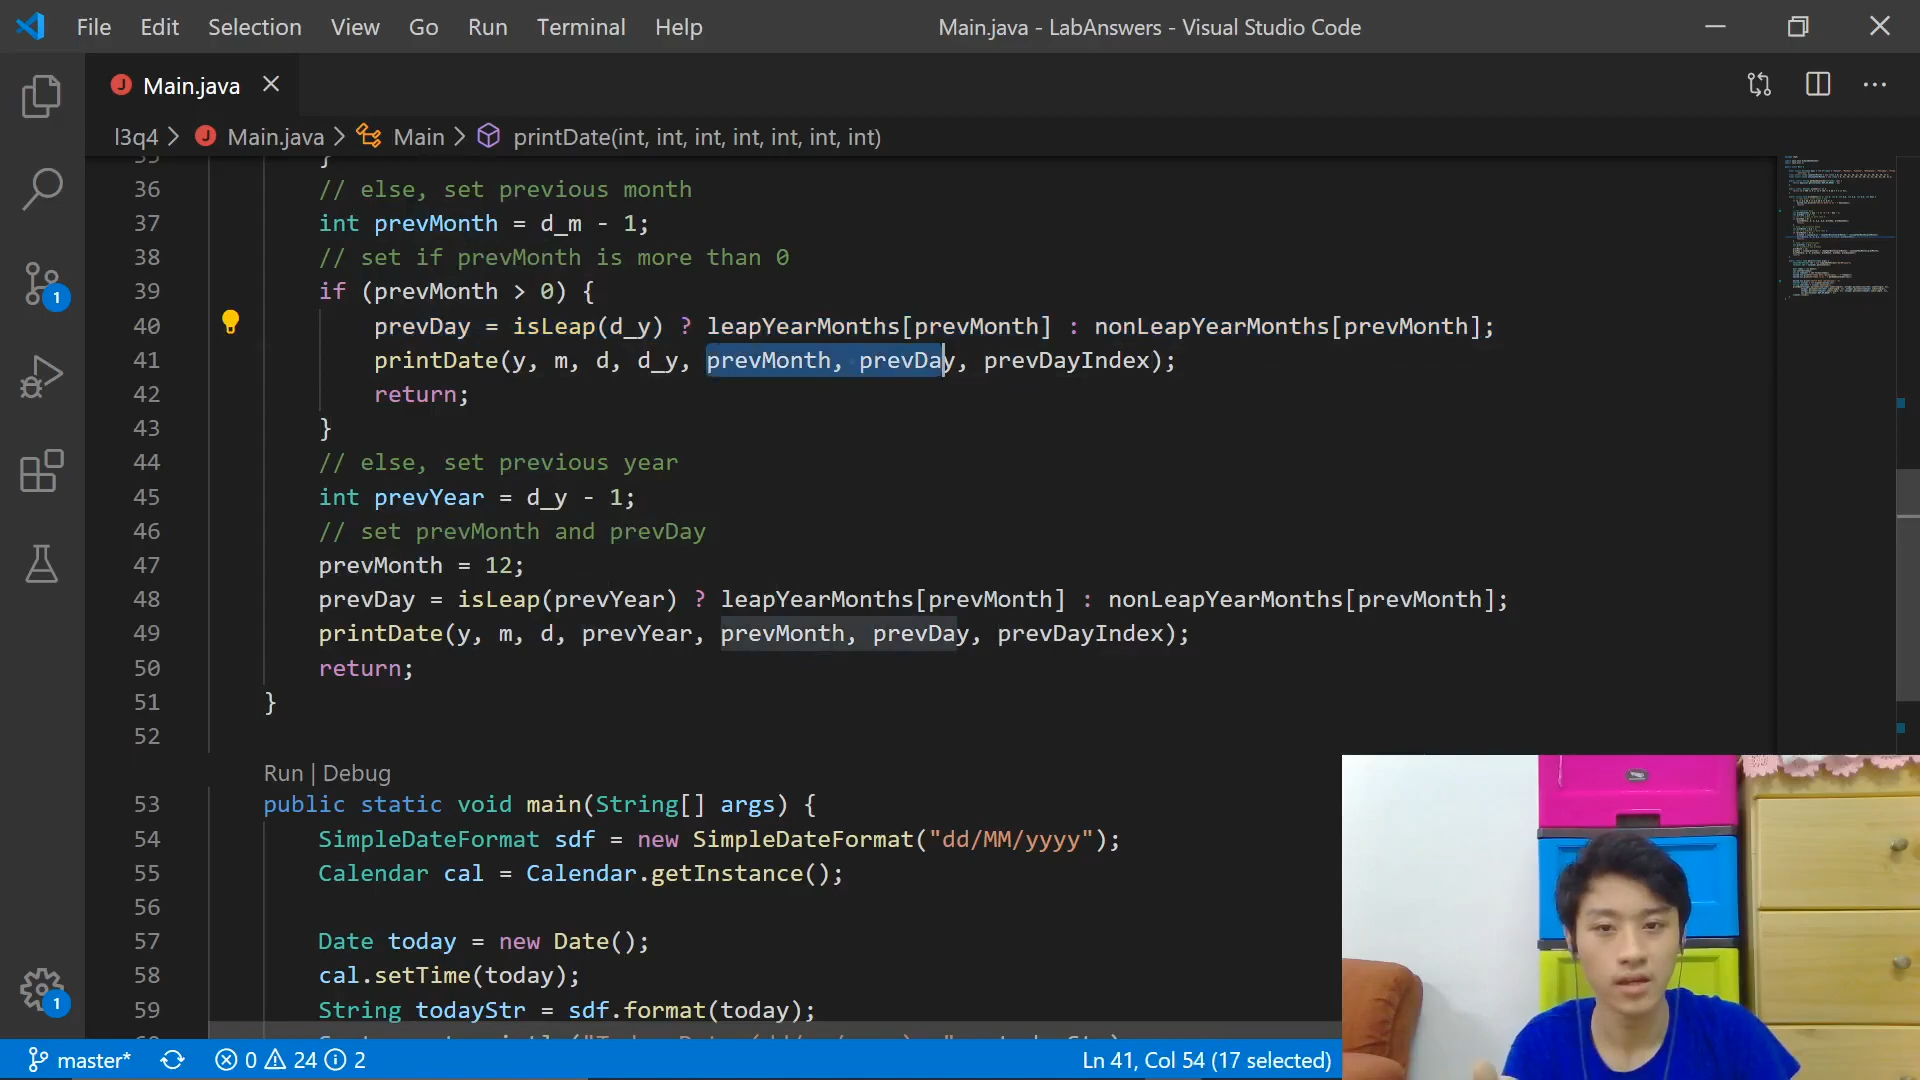 File Edit Selection View Go Run Terminal Help
Main.java - LabAnswers - Visual Studio Code
Main.java
l3q4 > Main.java > Main > printDate(int, int, int, int, int, int, int)
35 }
36 // else, set previous month
37 int prevMonth = d_m - 1;
38 // set if prevMonth is more than 0
39 if (prevMonth > 0) {
40 prevDay = isLeap(d_y) ? leapYearMonths[prevMonth] : nonLeapYearMonths[prevMonth];
41 printDate(y, m, d, d_y, prevMonth, prevDay, prevDayIndex);
42 return;
43 }
44 // else, set previous year
45 int prevYear = d_y - 1;
46 // set prevMonth and prevDay
47 prevMonth = 12;
48 prevDay = isLeap(prevYear) ? leapYearMonths[prevMonth] : nonLeapYearMonths[prevMonth];
49 printDate(y, m, d, prevYear, prevMonth, prevDay, prevDayIndex);
50 return;
51 }
52
Run | Debug
53 public static void main(String[] args) {
54 SimpleDateFormat sdf = new SimpleDateFormat("dd/MM/yyyy");
55 Calendar cal = Calendar.getInstance();
56
57 Date today = new Date();
58 cal.setTime(today);
59 String todayStr = sdf.format(today);
1
1
master* 0 24 2
Ln 41, Col 54 (17 selected)